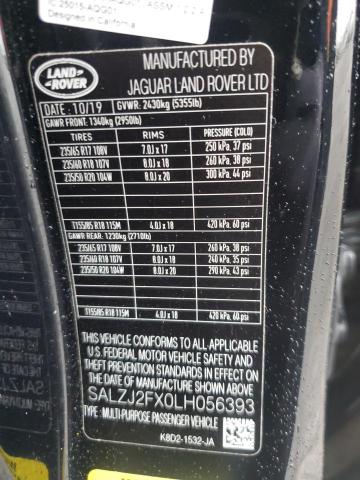 IC:25015-AQG01
Designed in California
LAND-
ROVER
MANUFACTURED BY
JAGUAR LAND ROVER LTD
DATE: 10/19 GVWR: 2430kg (5355lb)
GAWR FRONT: 1340kg (2950lb)
TIRES RIMS PRESSURE (COLD)
235/65 R17 108V 7.0J x 17 250 kPa, 37 psi
235/60 R18 107V 8.0J x 18 260 kPa, 38 psi
235/50 R20 104W 8.0J x 20 300 kPa, 44 psi
T155/85 R18 115M 4.0J x 18 420 kPa, 60 psi
GAWR REAR: 1230kg (2710lb)
235/65 R17 108V 7.0J x 17 260 kPa, 38 psi
235/60 R18 107V 8.0J x 18 240 kPa, 35 psi
235/50 R20 104W 8.0J x 20 290 kPa, 43 psi
T155/85 R18 115M 4.0J x 18 420 kPa, 60 psi
THIS VEHICLE CONFORMS TO ALL APPLICABLE
U.S. FEDERAL MOTOR VEHICLE SAFETY AND
THEFT PREVENTION STANDARDS IN EFFECT ON
THE DATE OF MANUFACTURE SHOWN ABOVE.
SALZJ2FX0LH056393
TYPE: MULTI-PURPOSE PASSENGER VEHICLE
K8D2-1532-JA